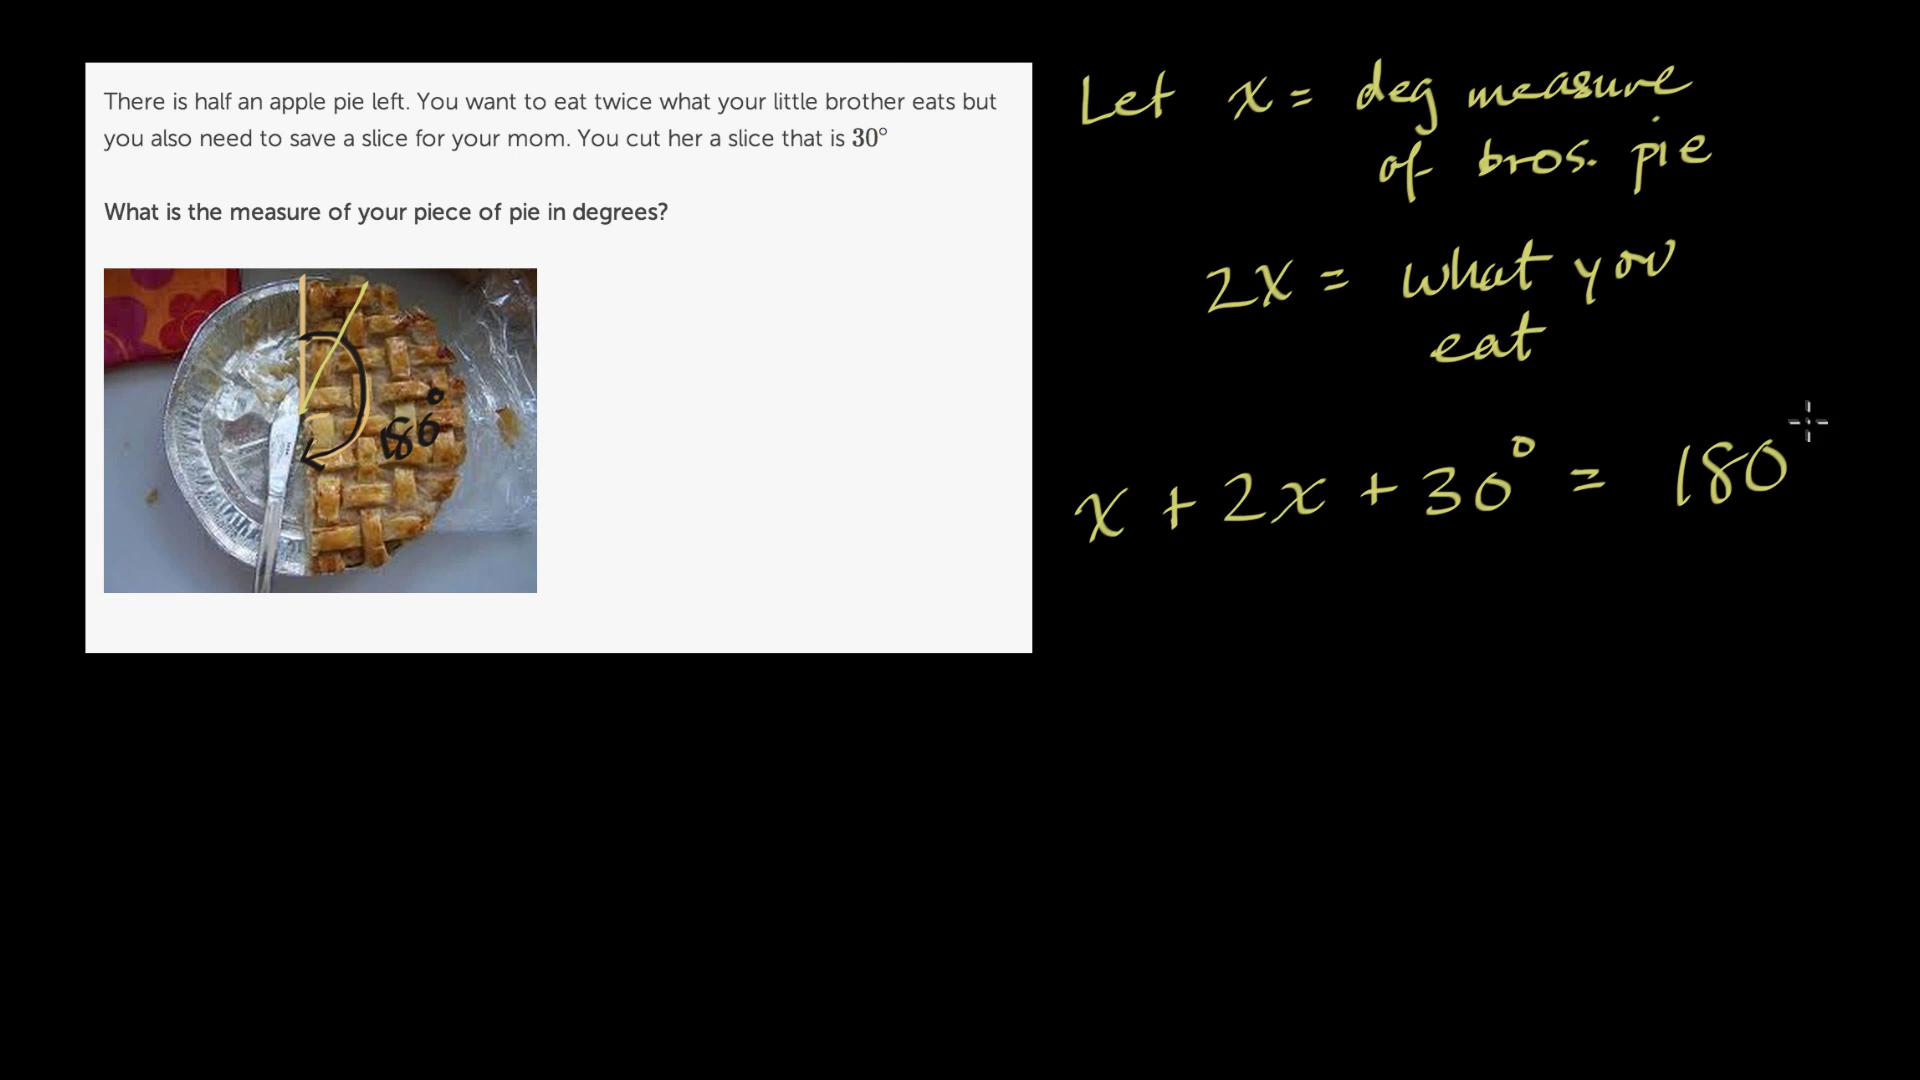 There is half an apple pie left. You want to eat twice what your little brother eats but
you also need to save a slice for your mom. You cut her a slice that is 30°
What is the measure of your piece of pie in degrees?
180°
Let x = deg measure
of bros. pie
2x = what you
eat
x + 2x + 30° = 180